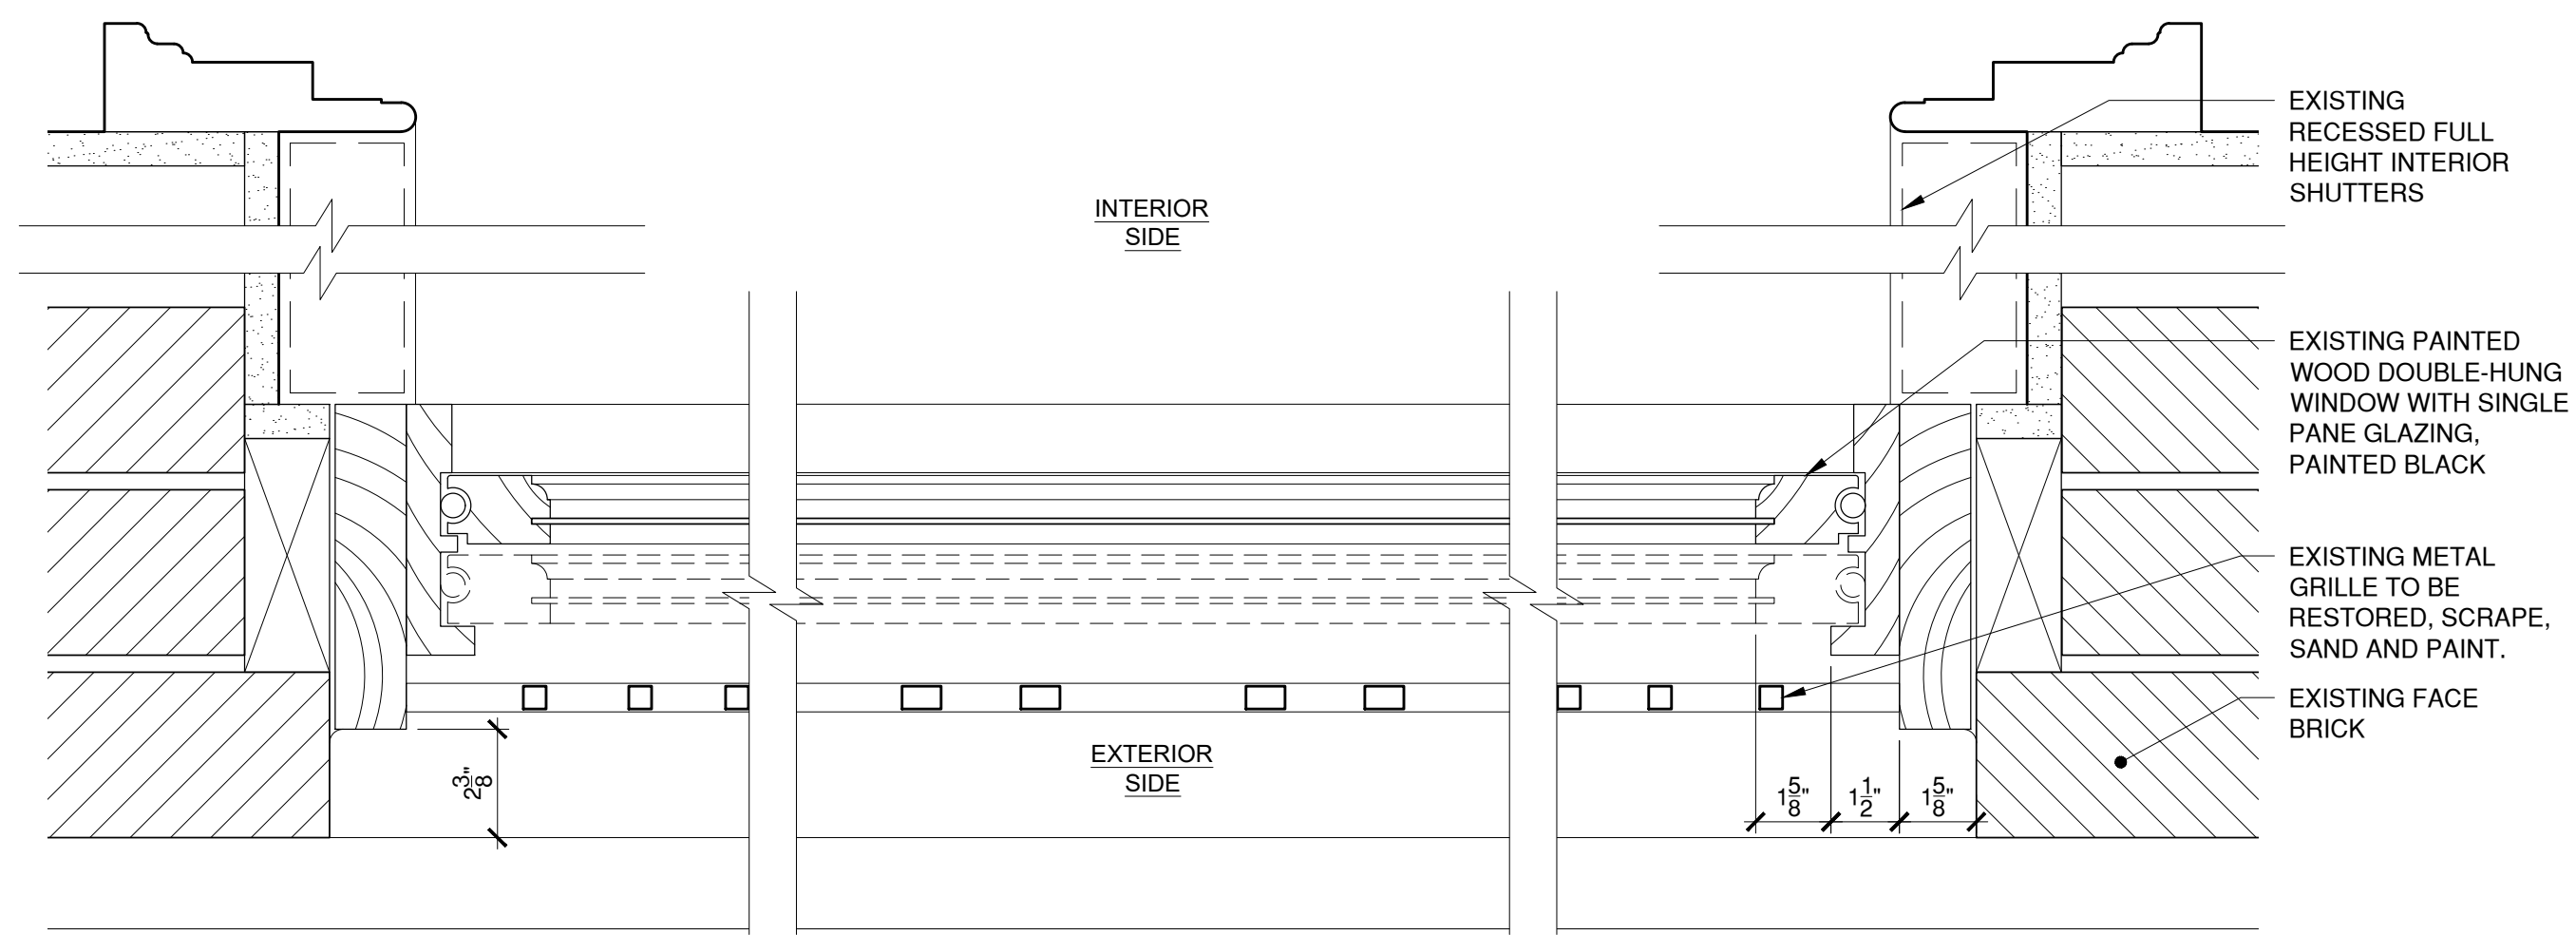 EXISTING
RECESSED FULL
HEIGHT INTERIOR
SHUTTERS
INTERIOR
SIDE
EXISTING PAINTED
WOOD DOUBLE-HUNG
WINDOW WITH SINGLE
PANE GLAZING,
PAINTED BLACK
EXISTING METAL
GRILLE TO BE
RESTORED, SCRAPE,
SAND AND PAINT.
EXISTING FACE
BRICK
EXTERIOR
SIDE
2 3/8"
1 5/8"
1 1/2"
1 5/8"